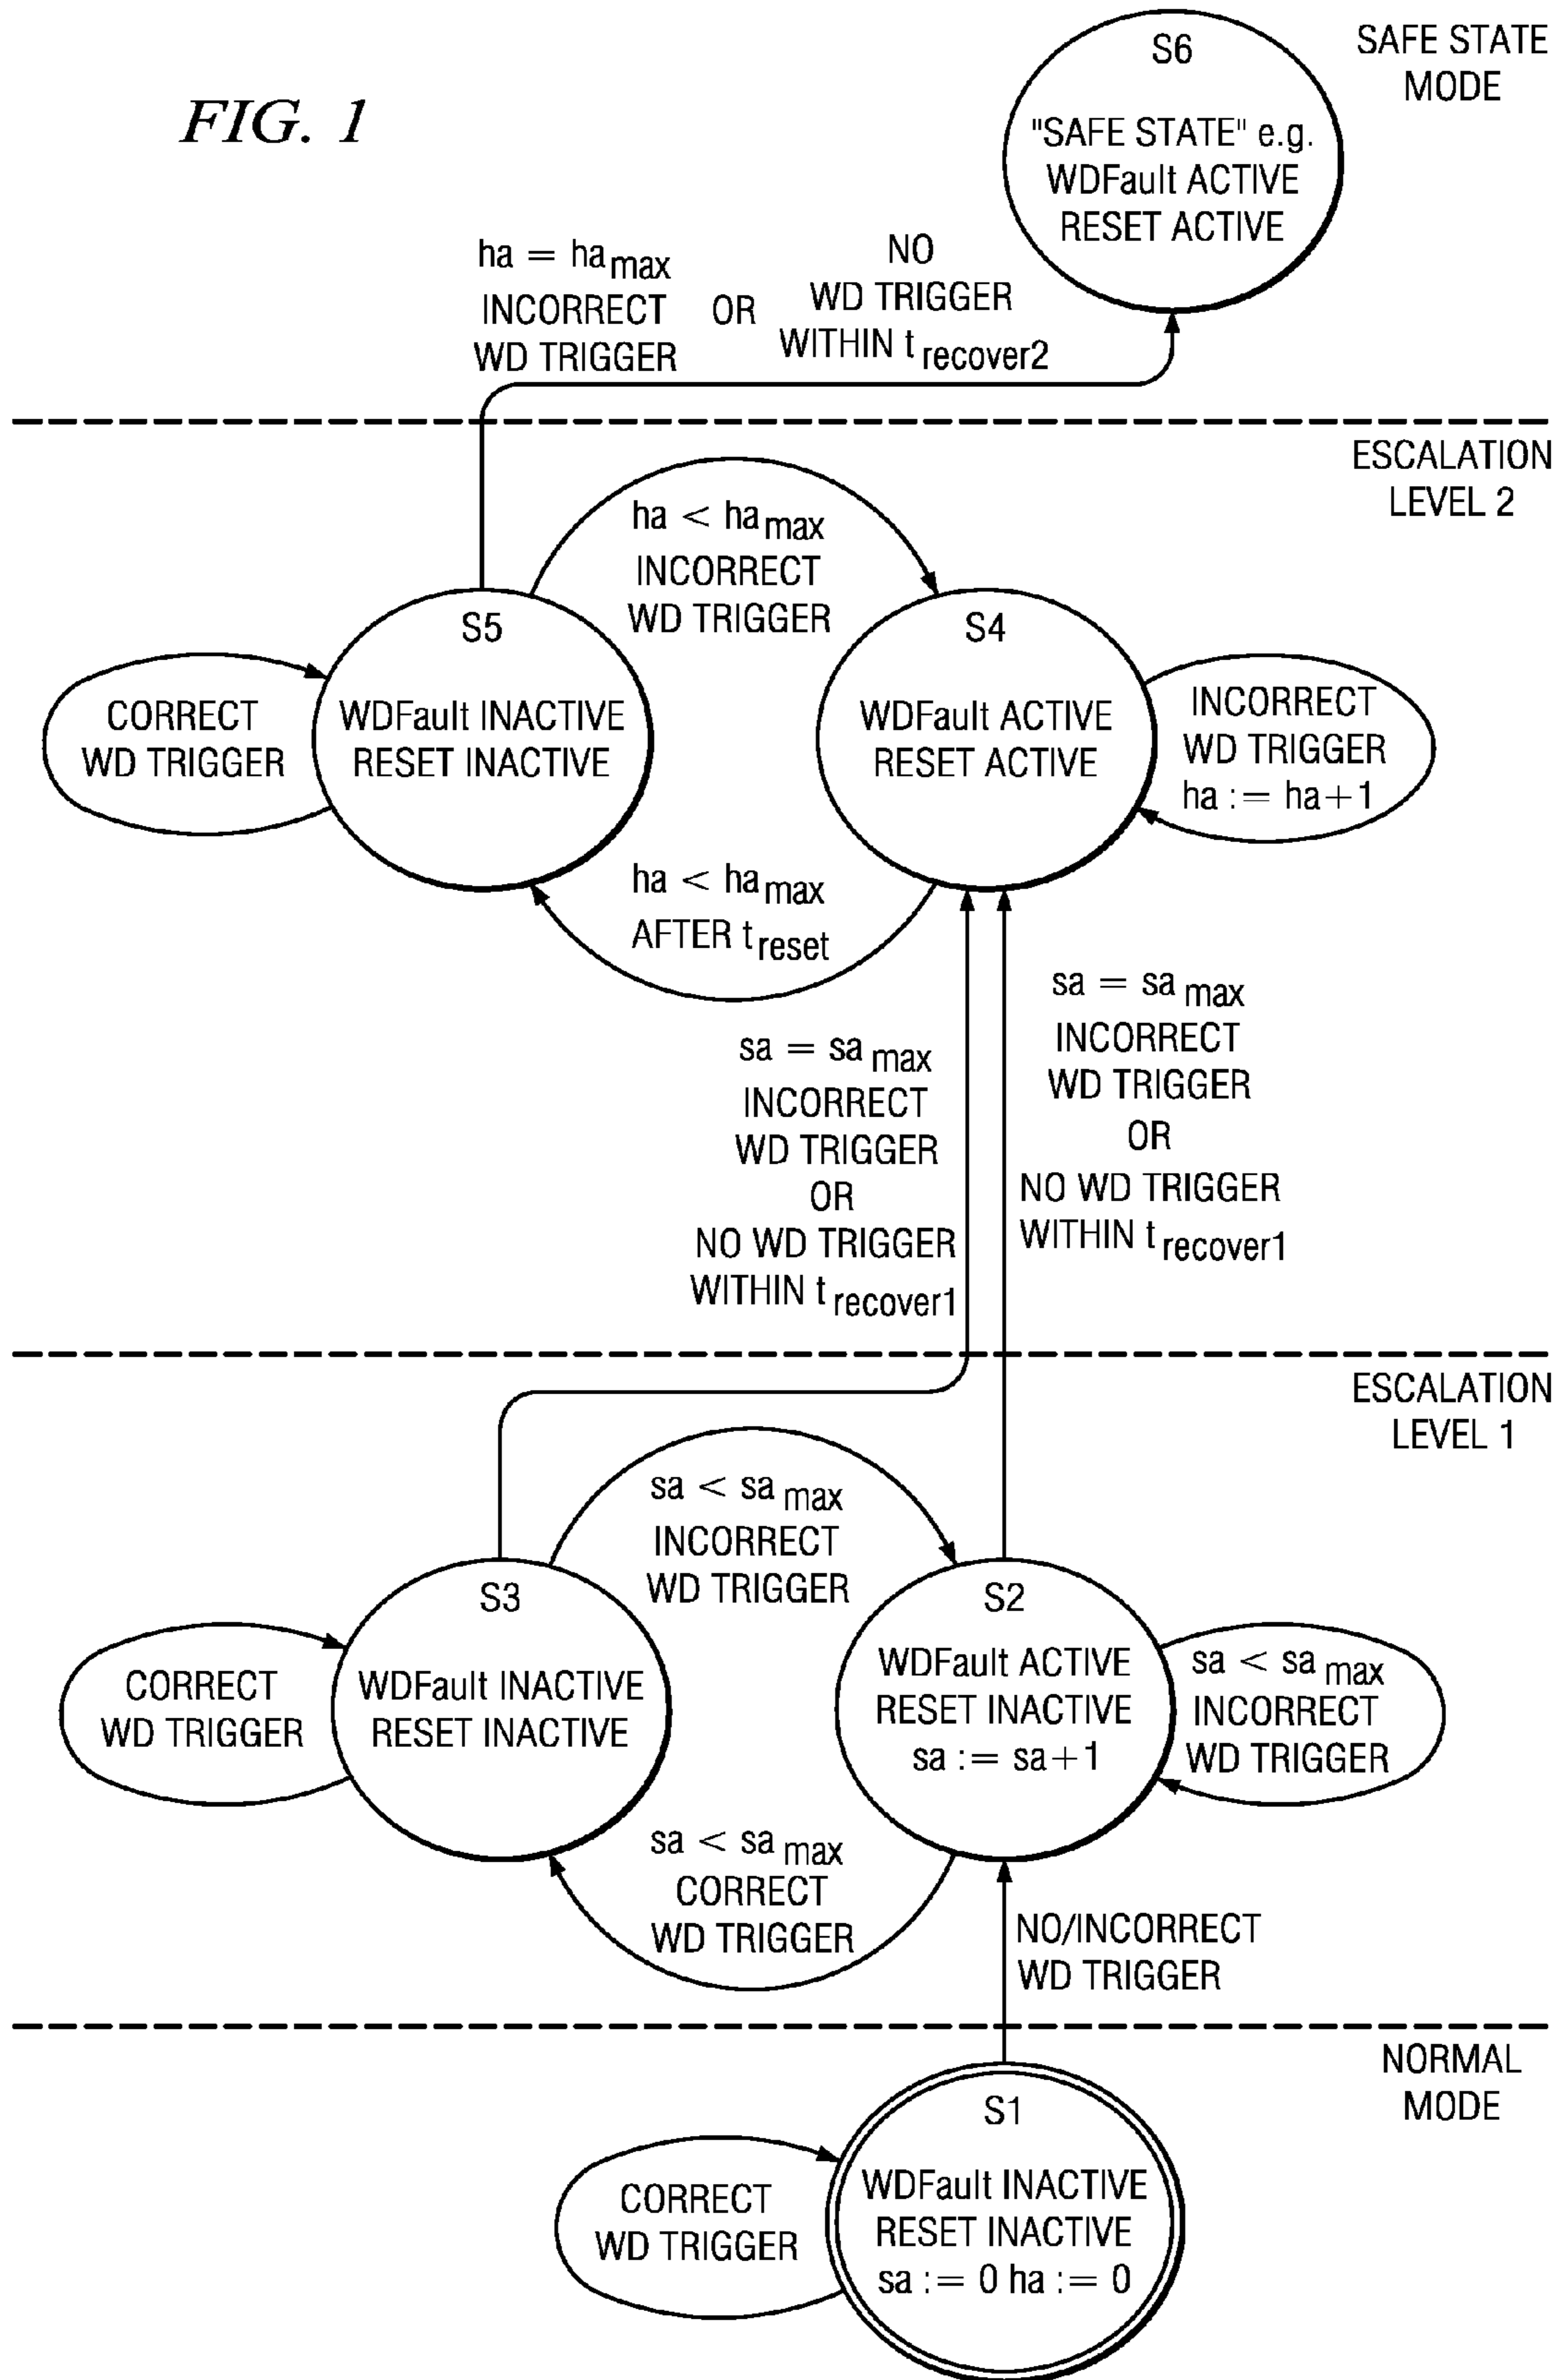 FIG. 1
SAFE STATE
MODE
S6
"SAFE STATE" e.g.
WDFault ACTIVE
RESET ACTIVE
ha = ha max
INCORRECT
WD TRIGGER
OR
NO
WD TRIGGER
WITHIN t recover2
ESCALATION
LEVEL 2
ha < ha max
INCORRECT
WD TRIGGER
S5
WDFault INACTIVE
RESET INACTIVE
S4
WDFault ACTIVE
RESET ACTIVE
CORRECT
WD TRIGGER
INCORRECT
WD TRIGGER
ha := ha+1
ha < ha max
AFTER t reset
sa = sa max
INCORRECT
WD TRIGGER
OR
NO WD TRIGGER
WITHIN t recover1
sa = sa max
INCORRECT
WD TRIGGER
OR
NO WD TRIGGER
WITHIN t recover1
ESCALATION
LEVEL 1
sa < sa max
INCORRECT
WD TRIGGER
S3
WDFault INACTIVE
RESET INACTIVE
S2
WDFault ACTIVE
RESET INACTIVE
sa := sa+1
CORRECT
WD TRIGGER
sa < sa max
INCORRECT
WD TRIGGER
sa < sa max
CORRECT
WD TRIGGER
NO/INCORRECT
WD TRIGGER
NORMAL
MODE
S1
WDFault INACTIVE
RESET INACTIVE
sa := 0 ha := 0
CORRECT
WD TRIGGER